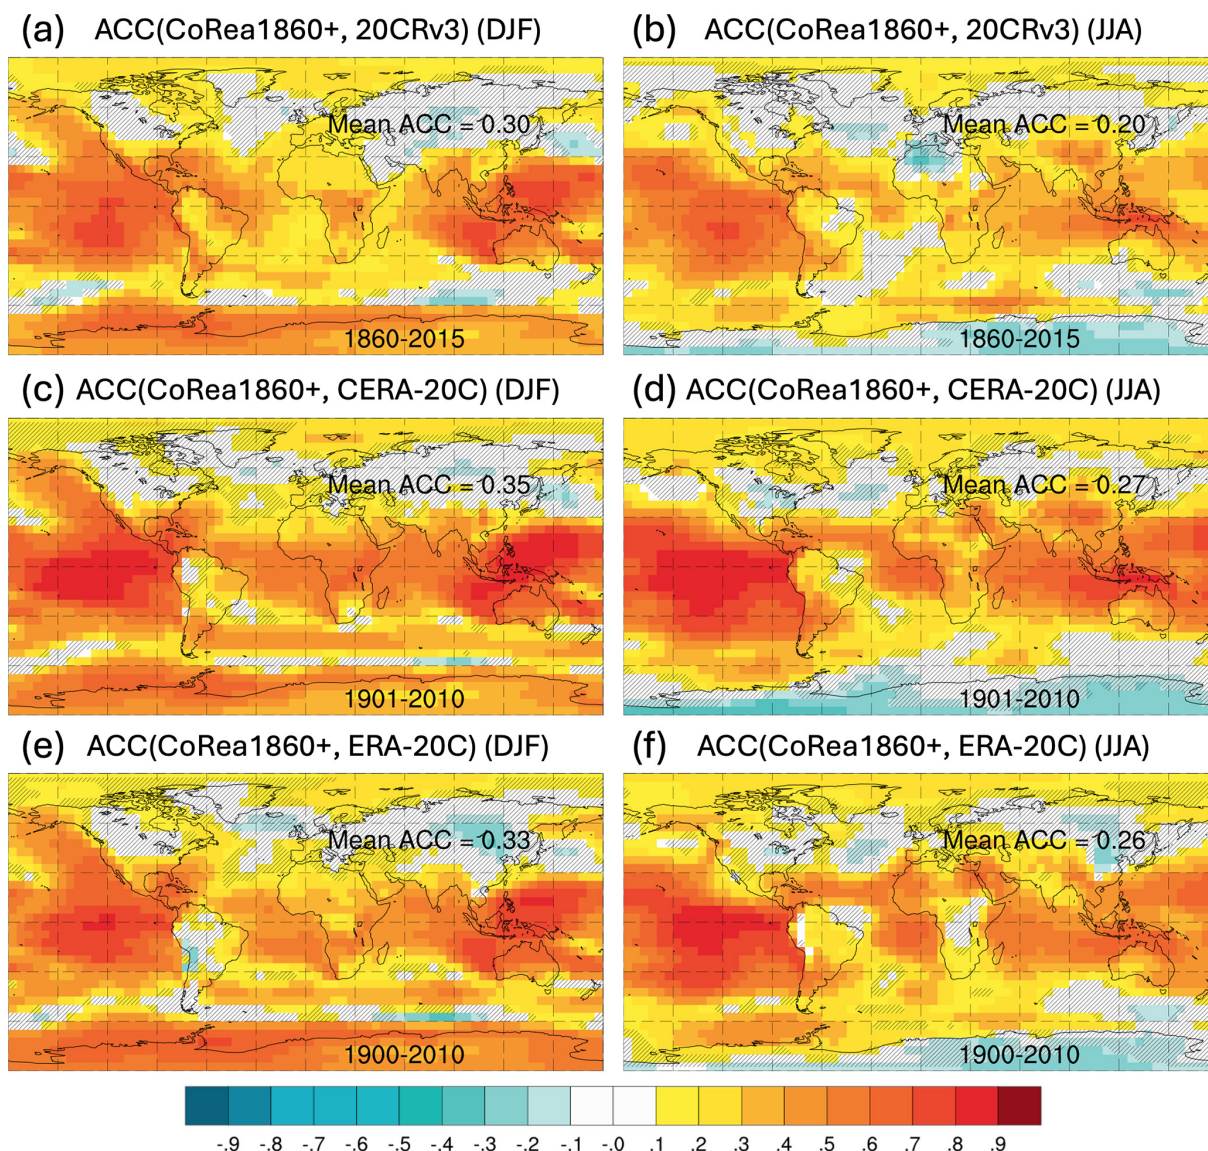 (a) ACC(CoRea1860+, 20CRv3) (DJF)
(b) ACC(CoRea1860+, 20CRv3) (JJA)
Mean ACC = 0.30
Mean ACC = 0.20
1860-2015
1860-2015
(c) ACC(CoRea1860+, CERA-20C) (DJF)
(d) ACC(CoRea1860+, CERA-20C) (JJA)
Mean ACC = 0.35
Mean ACC = 0.27
1901-2010
1901-2010
(e) ACC(CoRea1860+, ERA-20C) (DJF)
(f) ACC(CoRea1860+, ERA-20C) (JJA)
Mean ACC = 0.33
Mean ACC = 0.26
1900-2010
1900-2010
-.9 -.8 -.7 -.6 -.5 -.4 -.3 -.2 -.1 -.0 .1 .2 .3 .4 .5 .6 .7 .8 .9